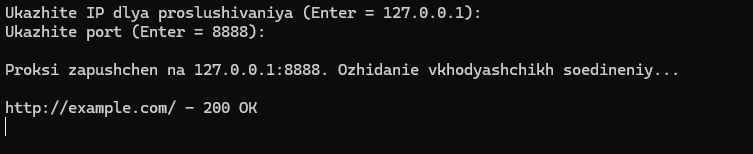 Ukazhite IP dlya proslushivaniya (Enter = 127.0.0.1):
Ukazhite port (Enter = 8888):
Proksi zapushchen na 127.0.0.1:8888. Ozhidanie vkhodyashchikh soedineniy...
http://example.com/ – 200 OK